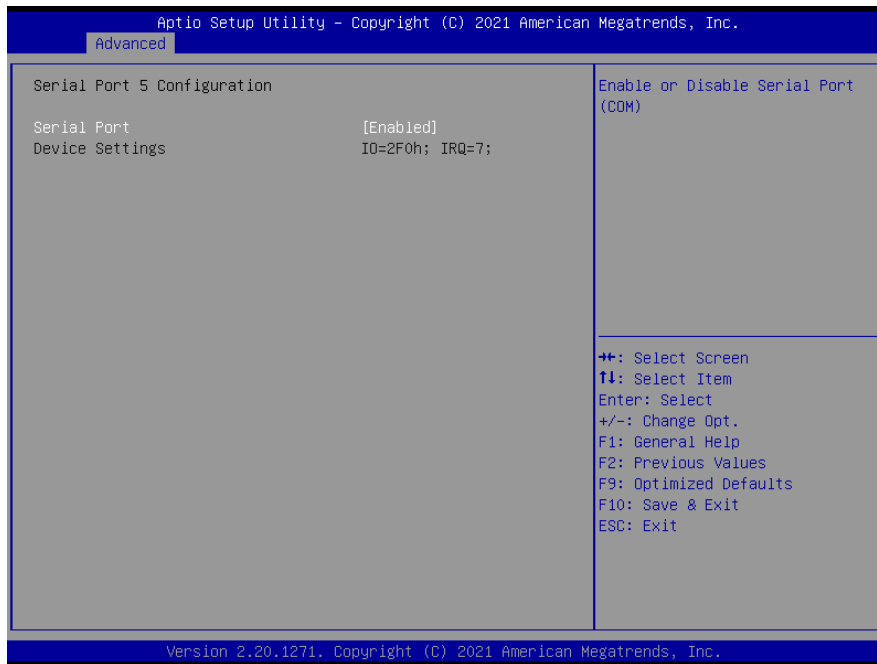 Aptio Setup Utility – Copyright (C) 2021 American Megatrends, Inc.
Advanced
Serial Port 5 Configuration
Serial Port [Enabled]
Device Settings IO=2F0h; IRQ=7;
Enable or Disable Serial Port
(COM)
→←: Select Screen
↑↓: Select Item
Enter: Select
+/-: Change Opt.
F1: General Help
F2: Previous Values
F9: Optimized Defaults
F10: Save & Exit
ESC: Exit
Version 2.20.1271. Copyright (C) 2021 American Megatrends, Inc.